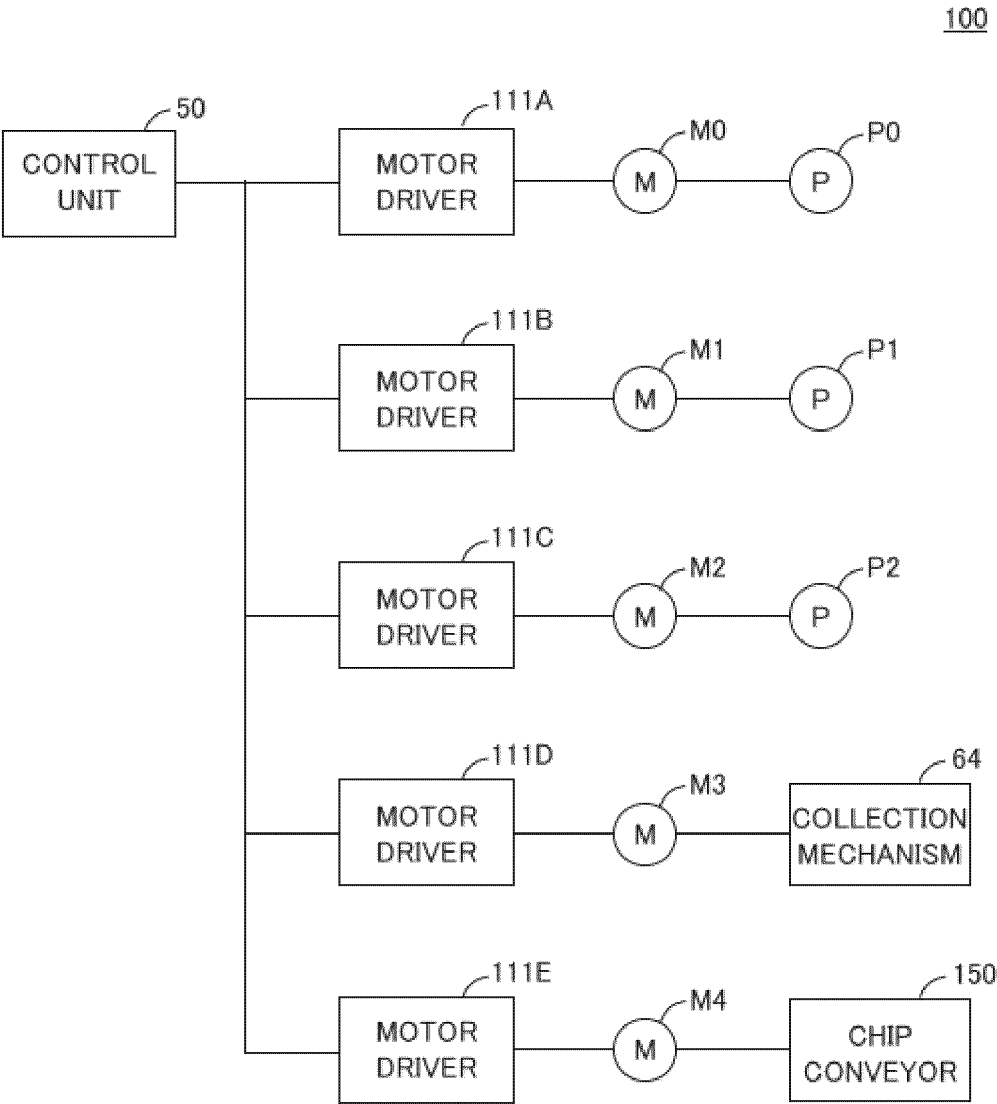 100
50
CONTROL
UNIT
111A
MOTOR
DRIVER
M0
M
P0
P
111B
MOTOR
DRIVER
M1
M
P1
P
111C
MOTOR
DRIVER
M2
M
P2
P
111D
MOTOR
DRIVER
M3
M
64
COLLECTION
MECHANISM
111E
MOTOR
DRIVER
M4
M
150
CHIP
CONVEYOR